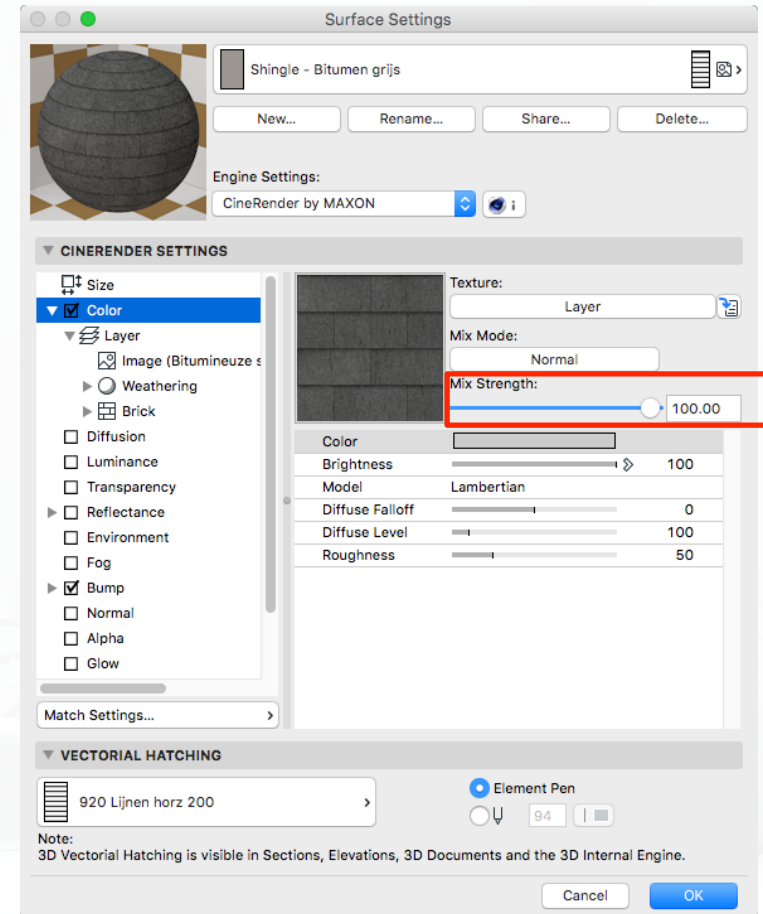 Surface Settings
Shingle - Bitumen grijs
New...
Rename...
Share...
Delete...
Engine Settings:
CineRender by MAXON
i
CINERENDER SETTINGS
Size
Color
Layer
Image (Bitumineuze s
Weathering
Brick
Diffusion
Luminance
Transparency
Reflectance
Environment
Fog
Bump
Normal
Alpha
Glow
Match Settings...
Texture:
Layer
Mix Mode:
Normal
Mix Strength:
100.00
Color
Brightness 100
Model Lambertian
Diffuse Falloff 0
Diffuse Level 100
Roughness 50
VECTORIAL HATCHING
920 Lijnen horz 200
Element Pen
94
Note:
3D Vectorial Hatching is visible in Sections, Elevations, 3D Documents and the 3D Internal Engine.
Cancel
OK